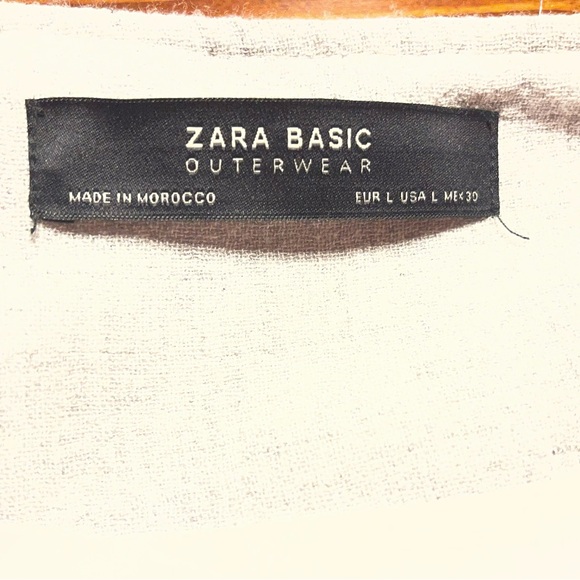 ZARA BASIC
OUTERWEAR
MADE IN MOROCCO EUR L USA L MEX 30